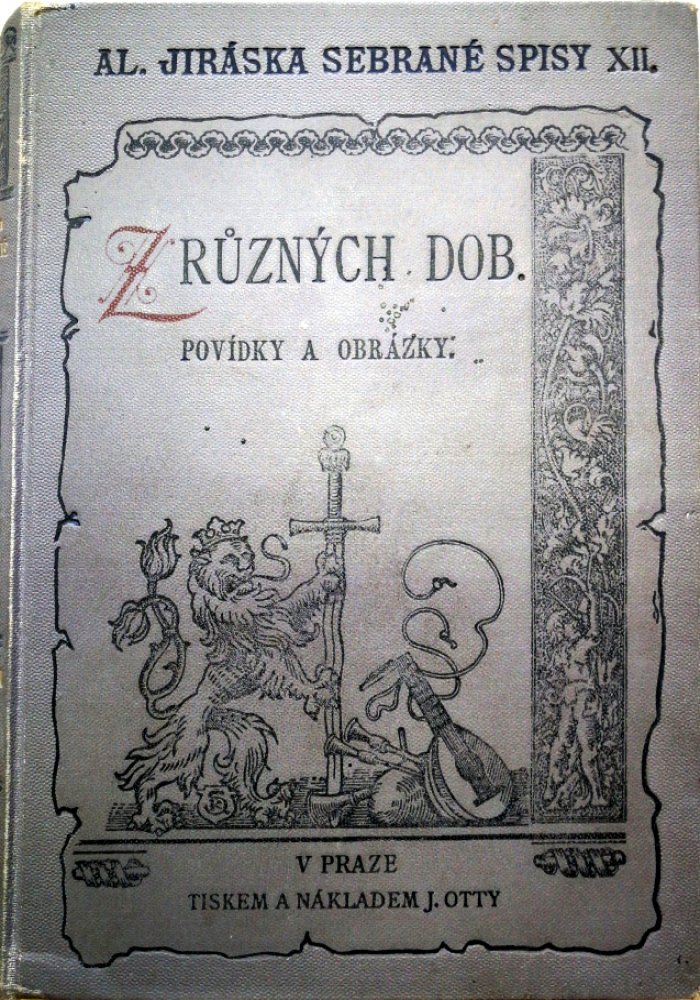 AL. JIRÁSKA SEBRANÉ SPISY XII.
Z RŮZNÝCH DOB.
POVÍDKY A OBRÁZKY.
V PRAZE
TISKEM A NÁKLADEM J. OTTY